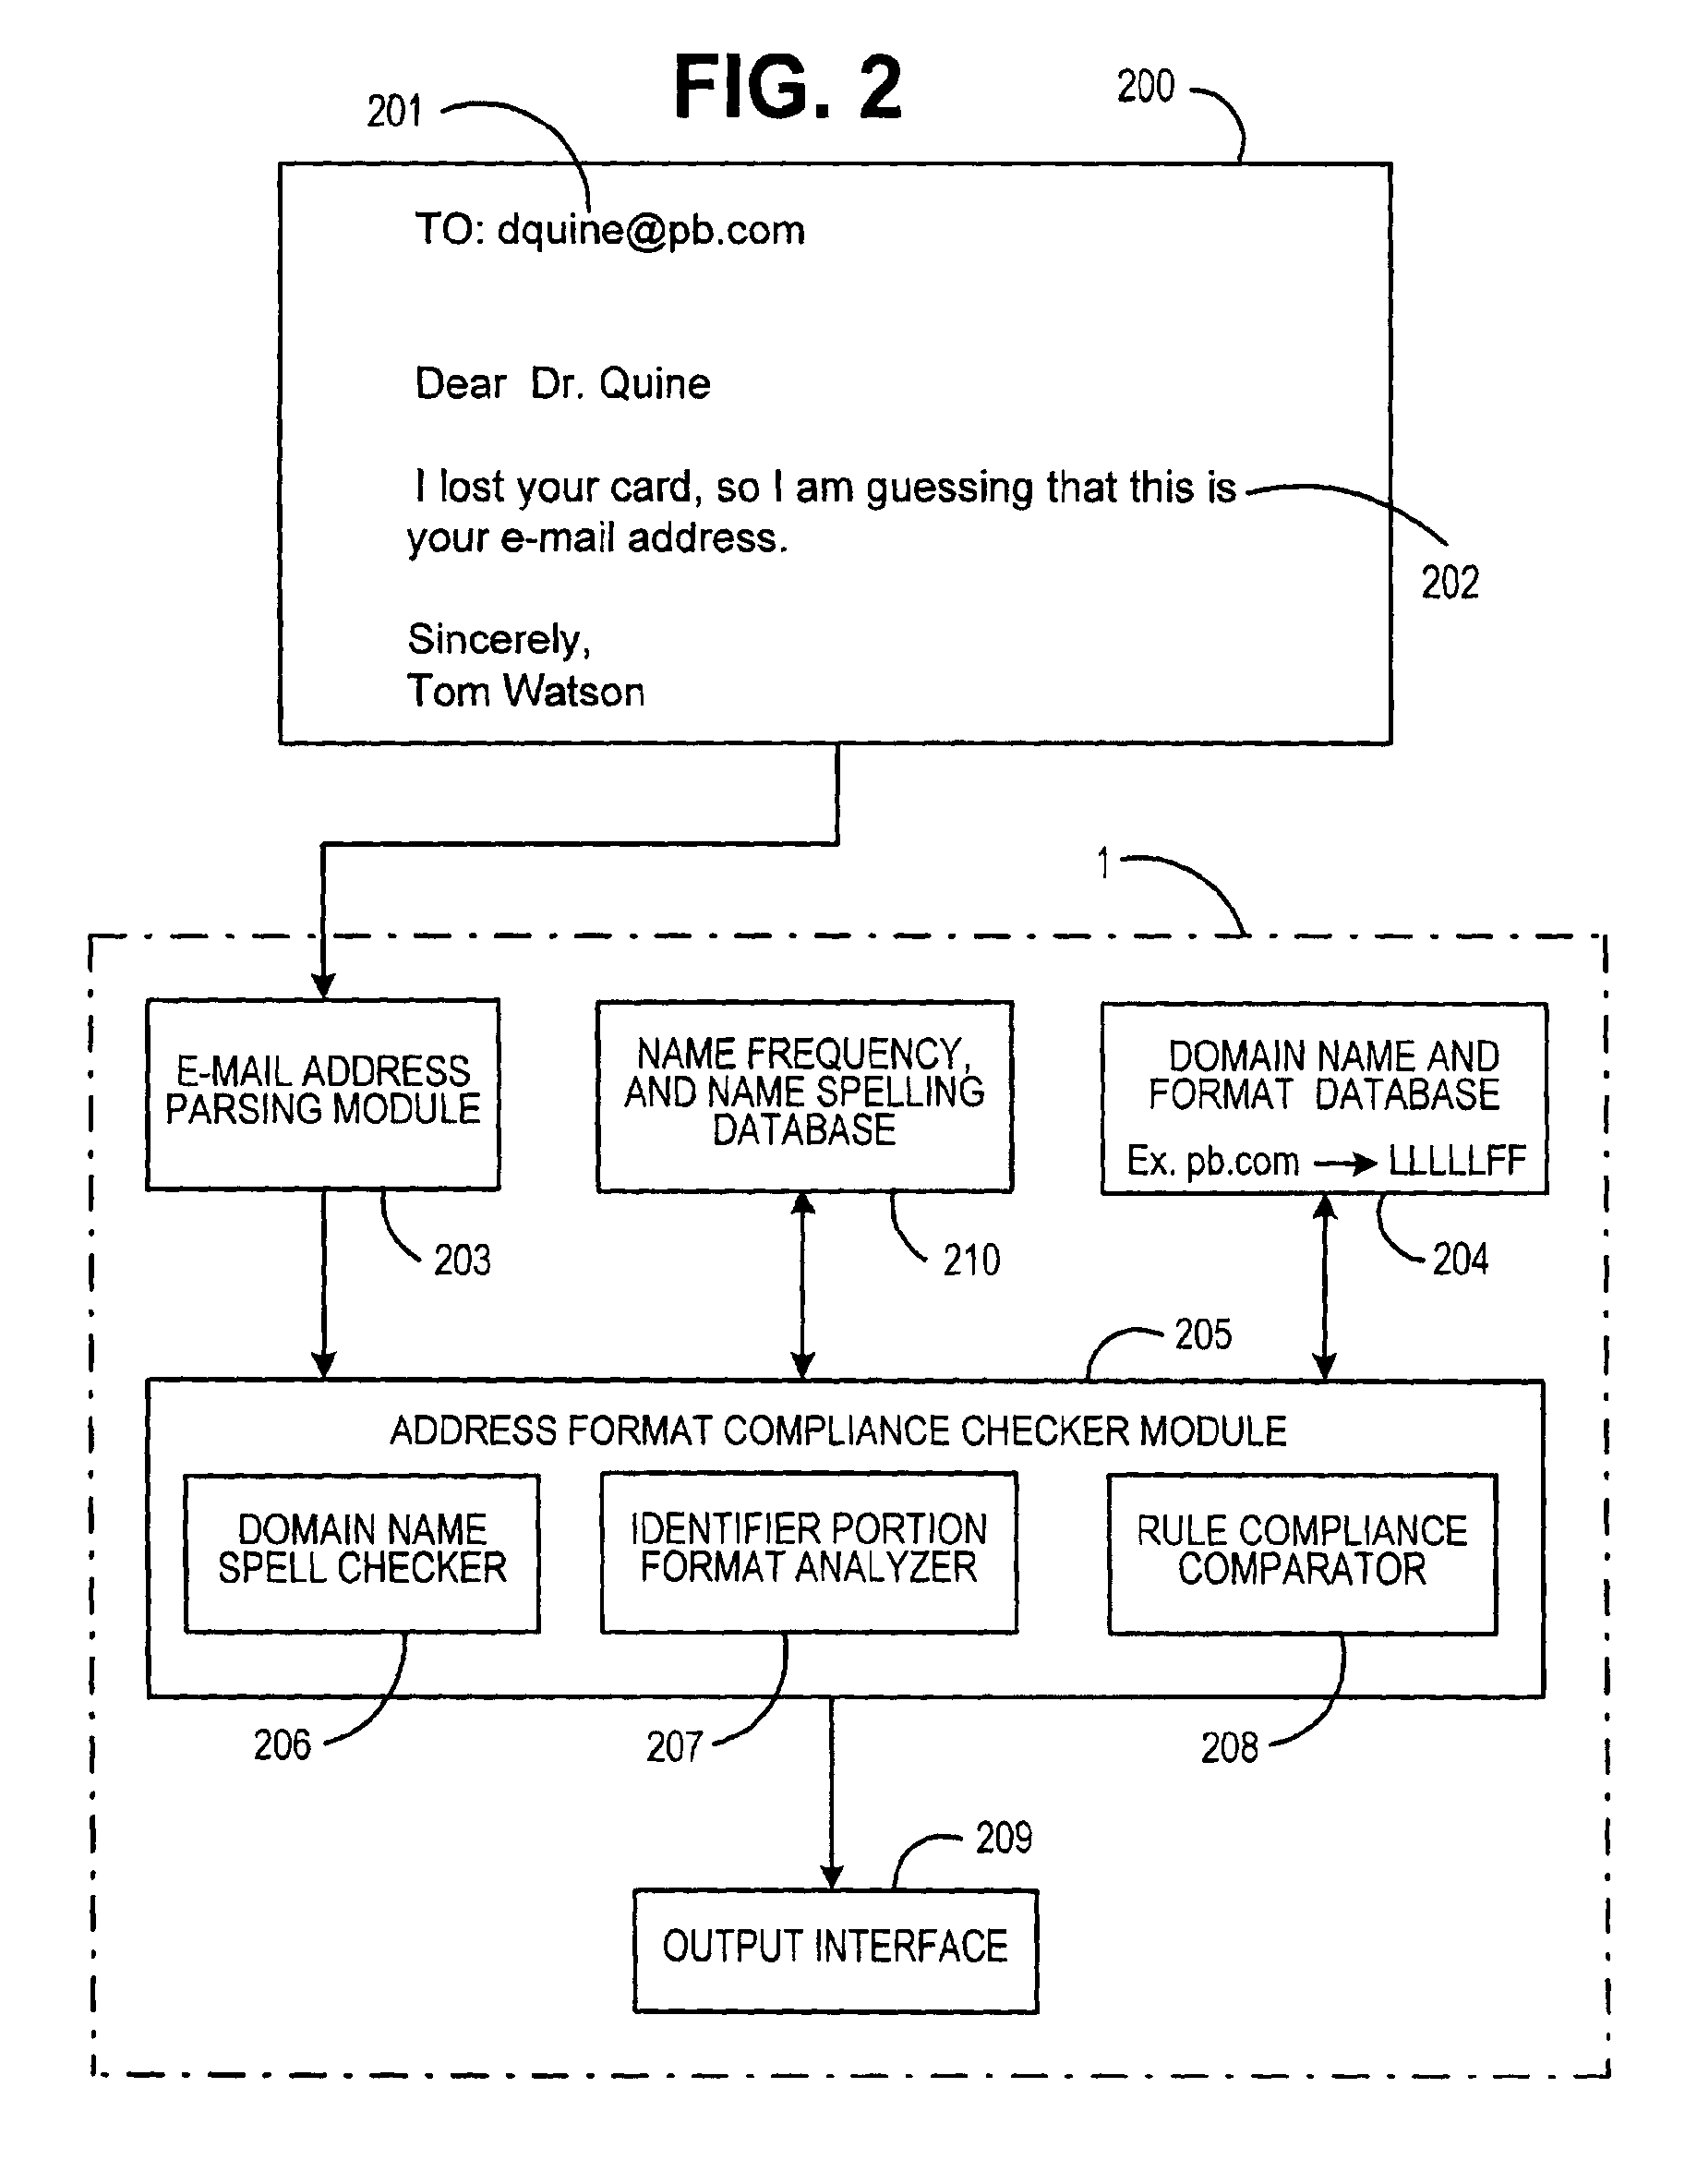 FIG. 2
201
200
TO: dquine@pb.com
Dear Dr. Quine
I lost your card, so I am guessing that this is
your e-mail address.
202
Sincerely,
Tom Watson
1
E-MAIL ADDRESS
PARSING MODULE
NAME FREQUENCY,
AND NAME SPELLING
DATABASE
DOMAIN NAME AND
FORMAT DATABASE
Ex. pb.com → LLLLLFF
203
210
204
205
ADDRESS FORMAT COMPLIANCE CHECKER MODULE
DOMAIN NAME
SPELL CHECKER
IDENTIFIER PORTION
FORMAT ANALYZER
RULE COMPLIANCE
COMPARATOR
206
207
208
209
OUTPUT INTERFACE